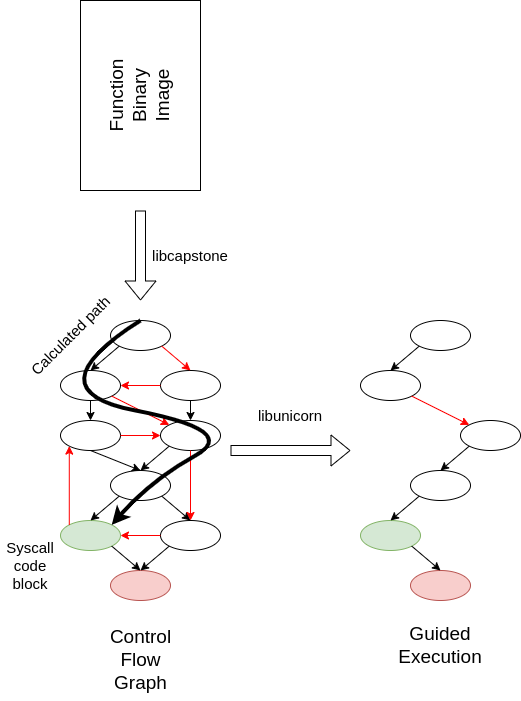 Function
Binary
Image
libcapstone
Calculated path
libunicorn
Syscall
code
block
Control
Flow
Graph
Guided
Execution